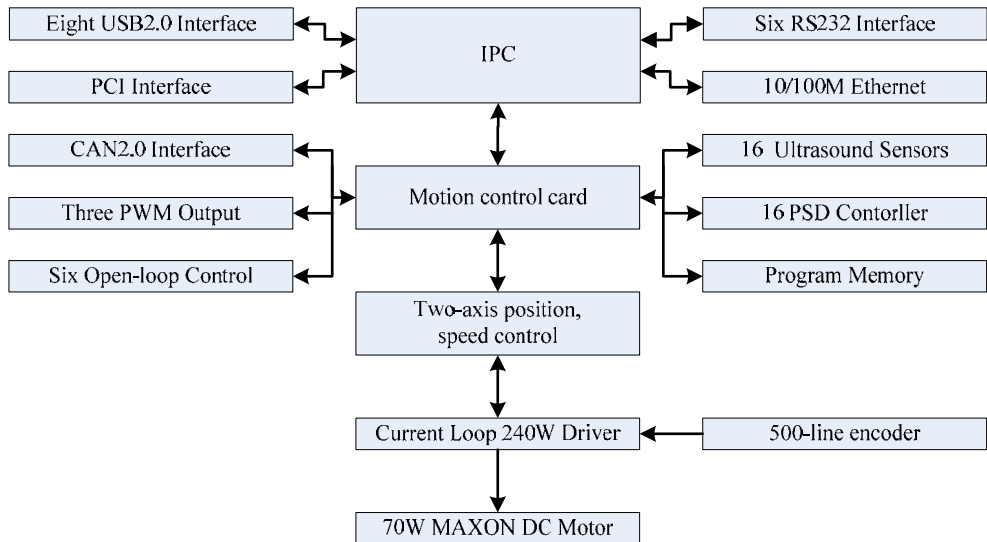 Eight USB2.0 Interface
IPC
Six RS232 Interface
PCI Interface
10/100M Ethernet
CAN2.0 Interface
16 Ultrasound Sensors
Motion control card
Three PWM Output
16 PSD Contorller
Six Open-loop Control
Program Memory
Two-axis position,
speed control
Current Loop 240W Driver
500-line encoder
70W MAXON DC Motor